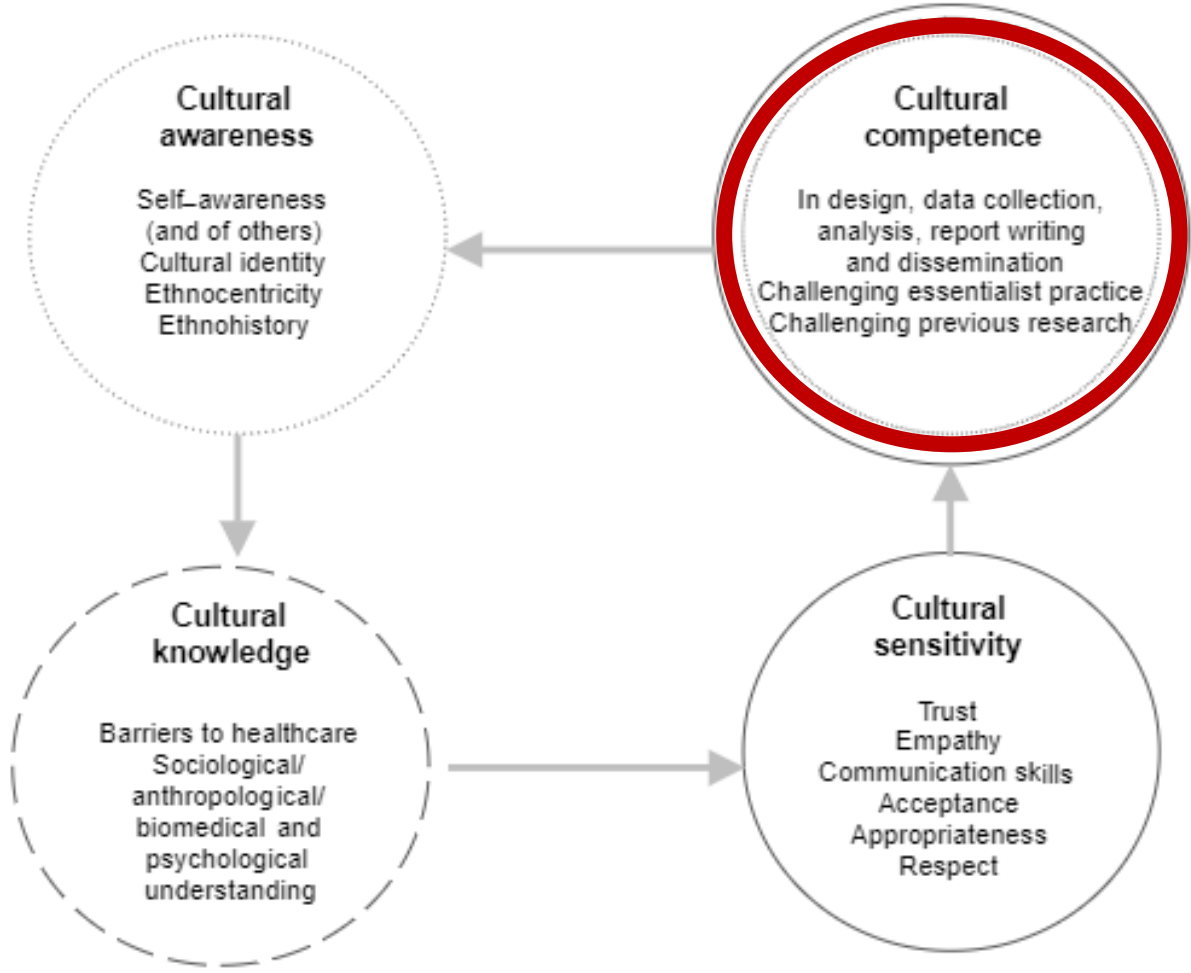 Cultural
awareness
Self–awareness
(and of others)
Cultural identity
Ethnocentricity
Ethnohistory
Cultural
competence
In design, data collection,
analysis, report writing
and dissemination
Challenging essentialist practice
Challenging previous research
Cultural
knowledge
Barriers to healthcare
Sociological/
anthropological/
biomedical and
psychological
understanding
Cultural
sensitivity
Trust
Empathy
Communication skills
Acceptance
Appropriateness
Respect